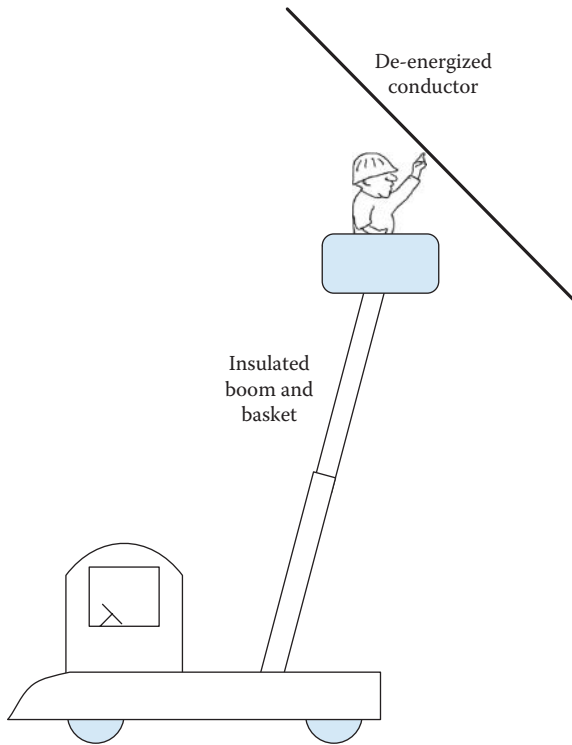 De-energized
conductor
Insulated
boom and
basket